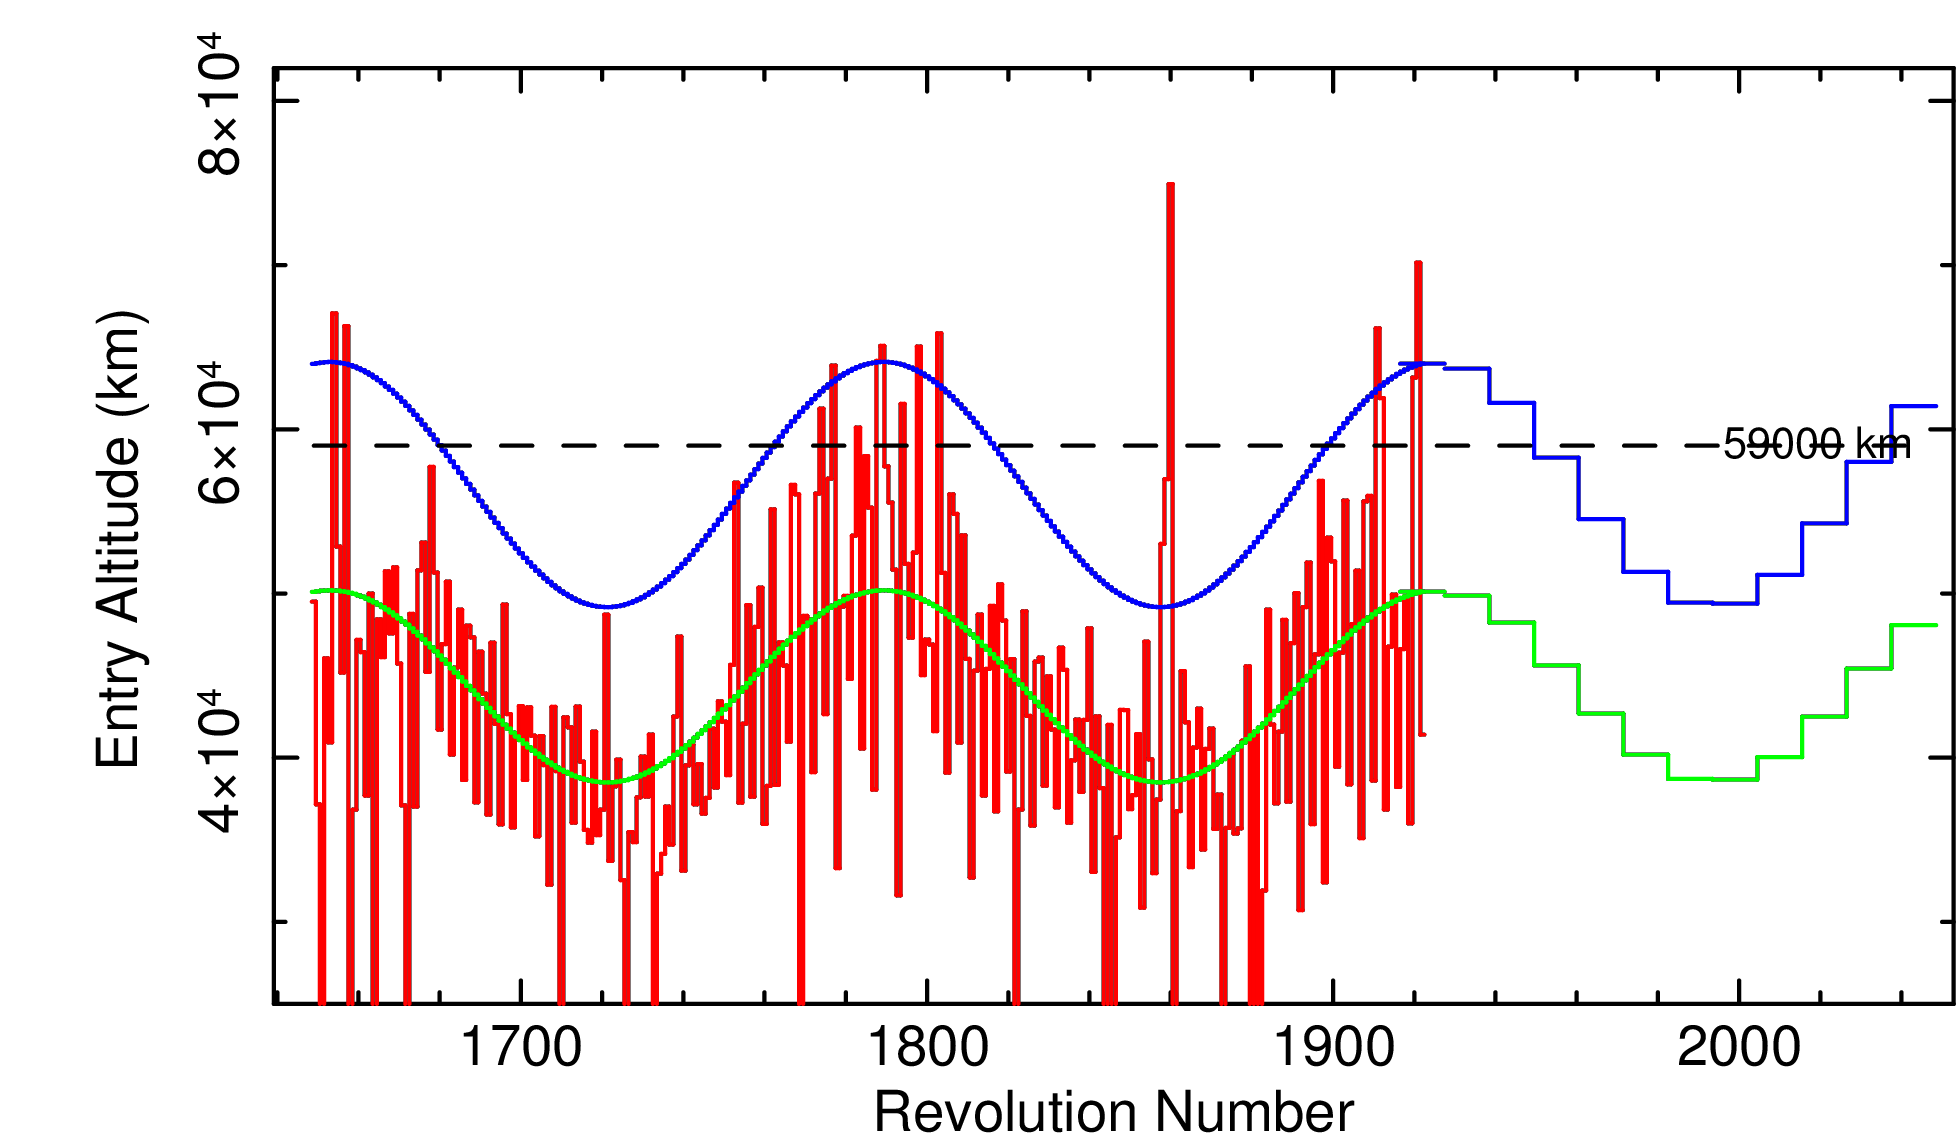 8×10⁴
6×10⁴
4×10⁴
Entry Altitude (km)
59000 km
1700 1800 1900 2000
Revolution Number